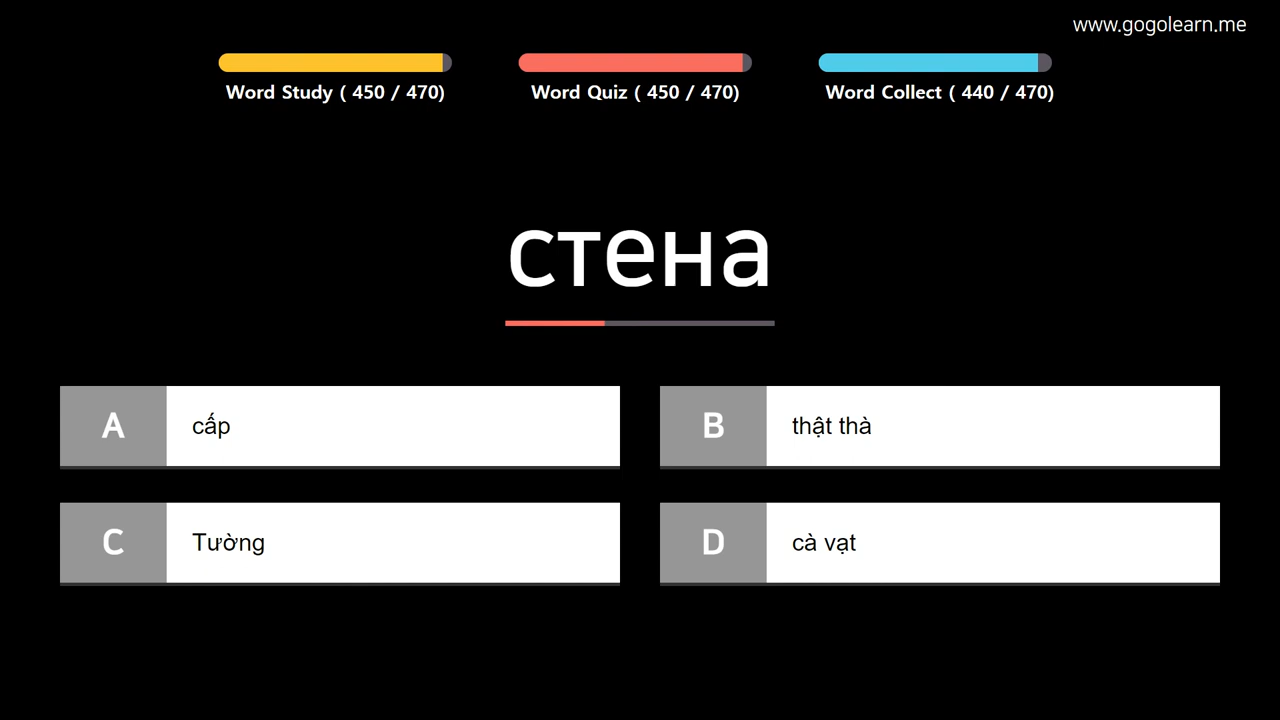 www.gogolearn.me
Word Study ( 450 / 470)
Word Quiz ( 450 / 470)
Word Collect ( 440 / 470)
стена
A cấp
B thật thà
C Tường
D cà vạt